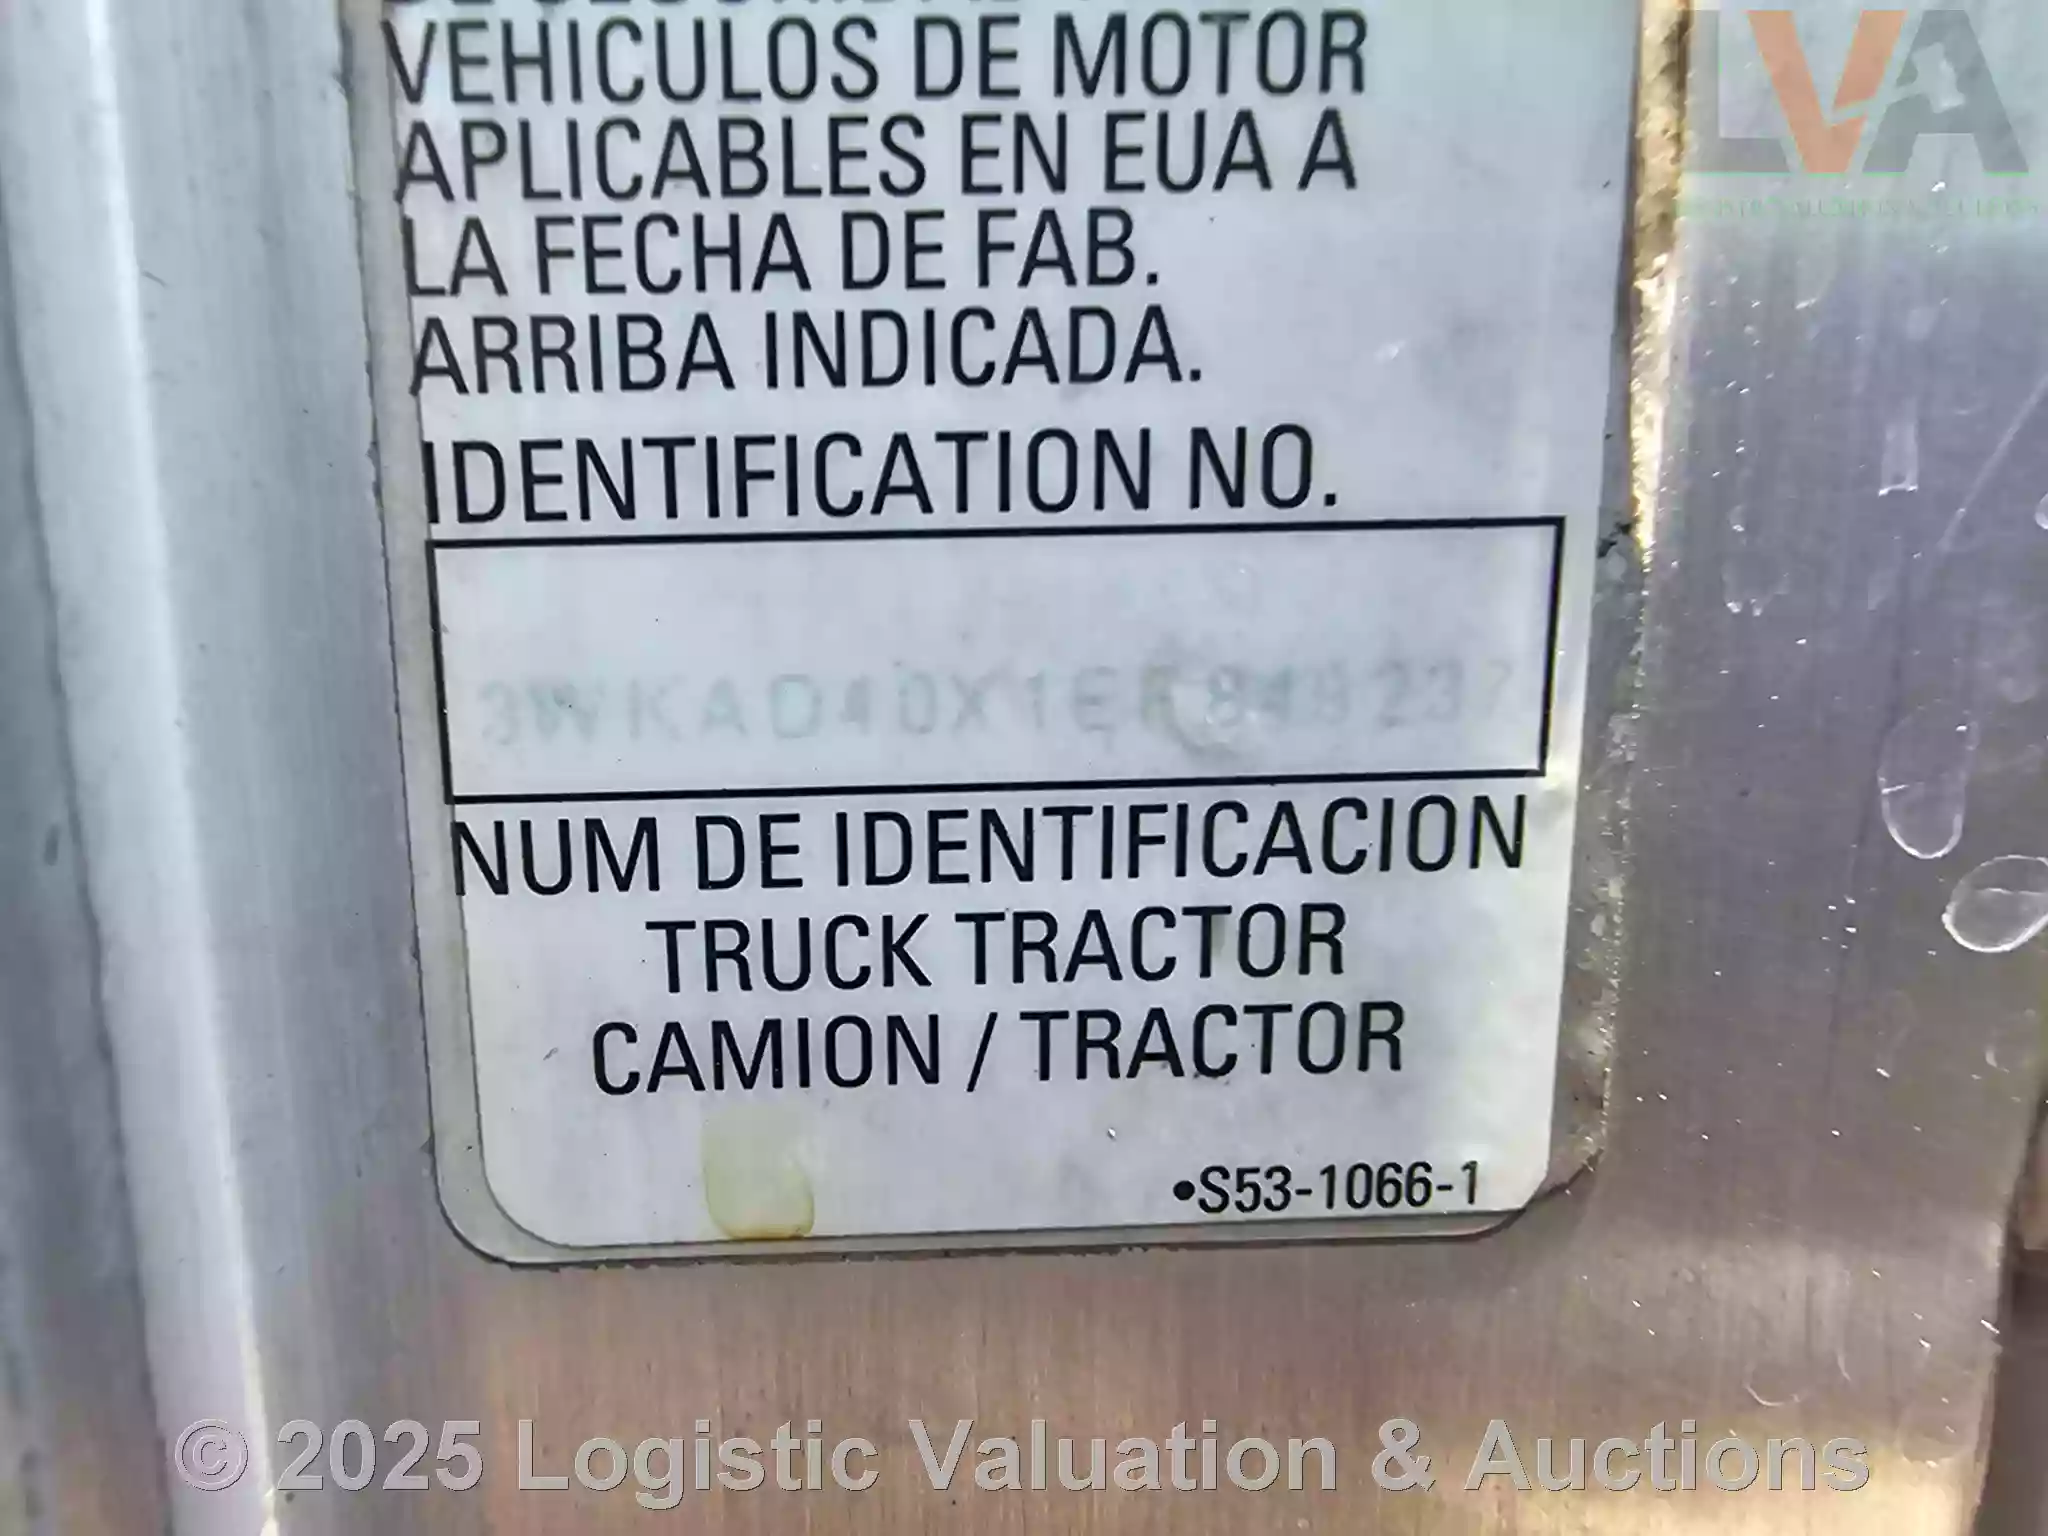 VEHICULOS DE MOTOR
APLICABLES EN EUA A
LA FECHA DE FAB.
ARRIBA INDICADA.
IDENTIFICATION NO.
NUM DE IDENTIFICACION
TRUCK TRACTOR
CAMION / TRACTOR
•S53-1066-1
LVA
© 2025 Logistic Valuation & Auctions